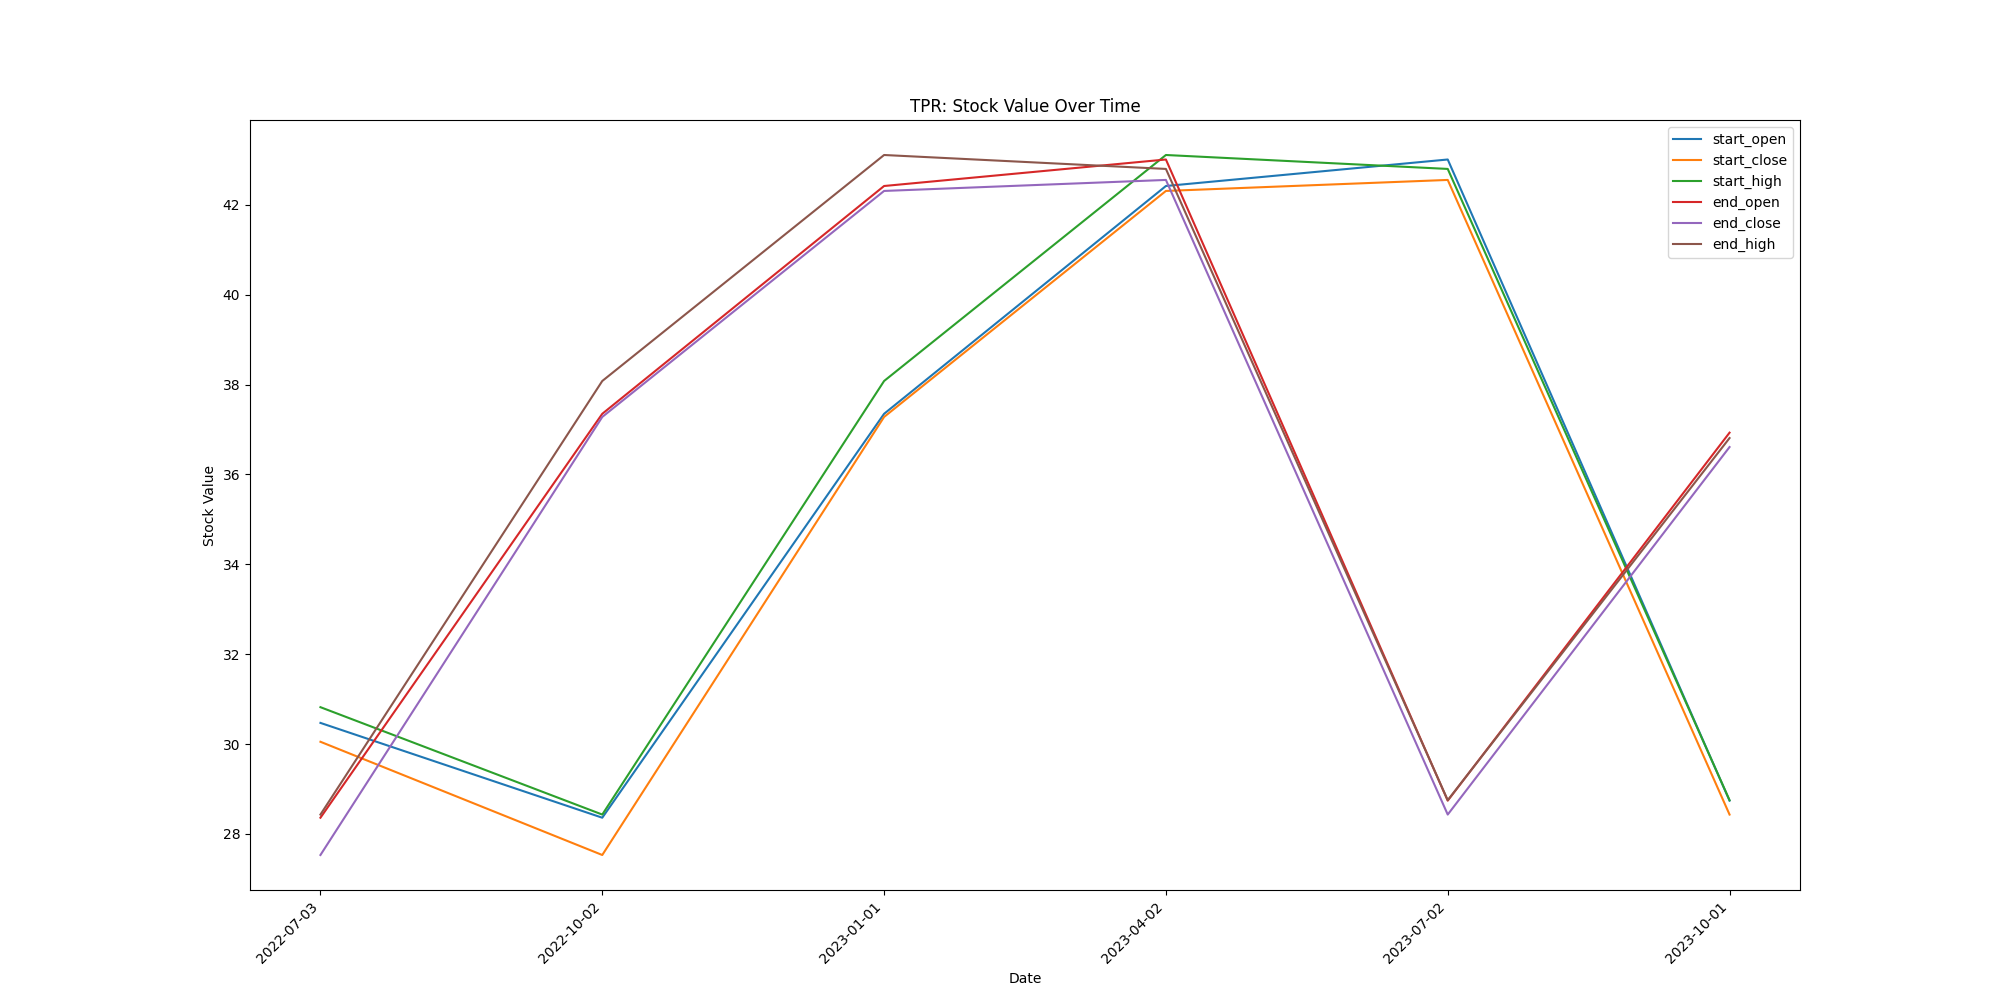 TPR: Stock Value Over Time
start_open
start_close
start_high
end_open
end_close
end_high
Stock Value
42
40
38
36
34
32
30
28
2022-07-03
2022-10-02
2023-01-01
2023-04-02
2023-07-02
2023-10-01
Date